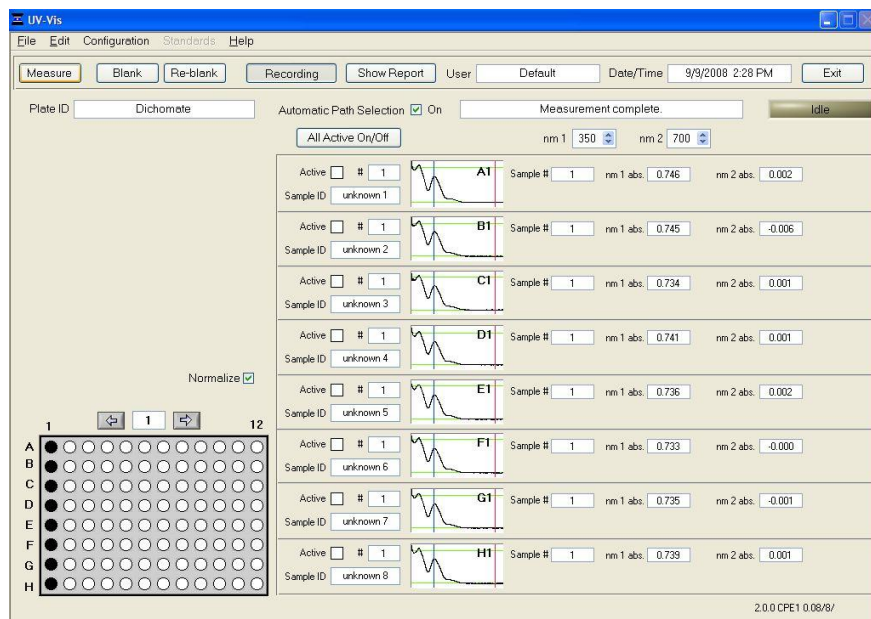 UV-Vis
File Edit Configuration Standards Help
Measure Blank Re-blank Recording Show Report User Default Date/Time 9/9/2008 2:28 PM Exit
Plate ID Dichomate Automatic Path Selection On Measurement complete. Idle
All Active On/Off nm 1 350 nm 2 700
Active # 1 A1 Sample # 1 nm 1 abs. 0.746 nm 2 abs. 0.002
Sample ID unknown 1
Active # 1 B1 Sample # 1 nm 1 abs. 0.745 nm 2 abs. -0.006
Sample ID unknown 2
Active # 1 C1 Sample # 1 nm 1 abs. 0.734 nm 2 abs. 0.001
Sample ID unknown 3
Active # 1 D1 Sample # 1 nm 1 abs. 0.741 nm 2 abs. 0.001
Sample ID unknown 4
Normalize
Active # 1 E1 Sample # 1 nm 1 abs. 0.736 nm 2 abs. 0.002
Sample ID unknown 5
1 1 12
Active # 1 F1 Sample # 1 nm 1 abs. 0.733 nm 2 abs. -0.000
Sample ID unknown 6
Active # 1 G1 Sample # 1 nm 1 abs. 0.735 nm 2 abs. -0.001
Sample ID unknown 7
Active # 1 H1 Sample # 1 nm 1 abs. 0.739 nm 2 abs. 0.001
Sample ID unknown 8
A
B
C
D
E
F
G
H
2.0.0 CPE1 0.08/8/